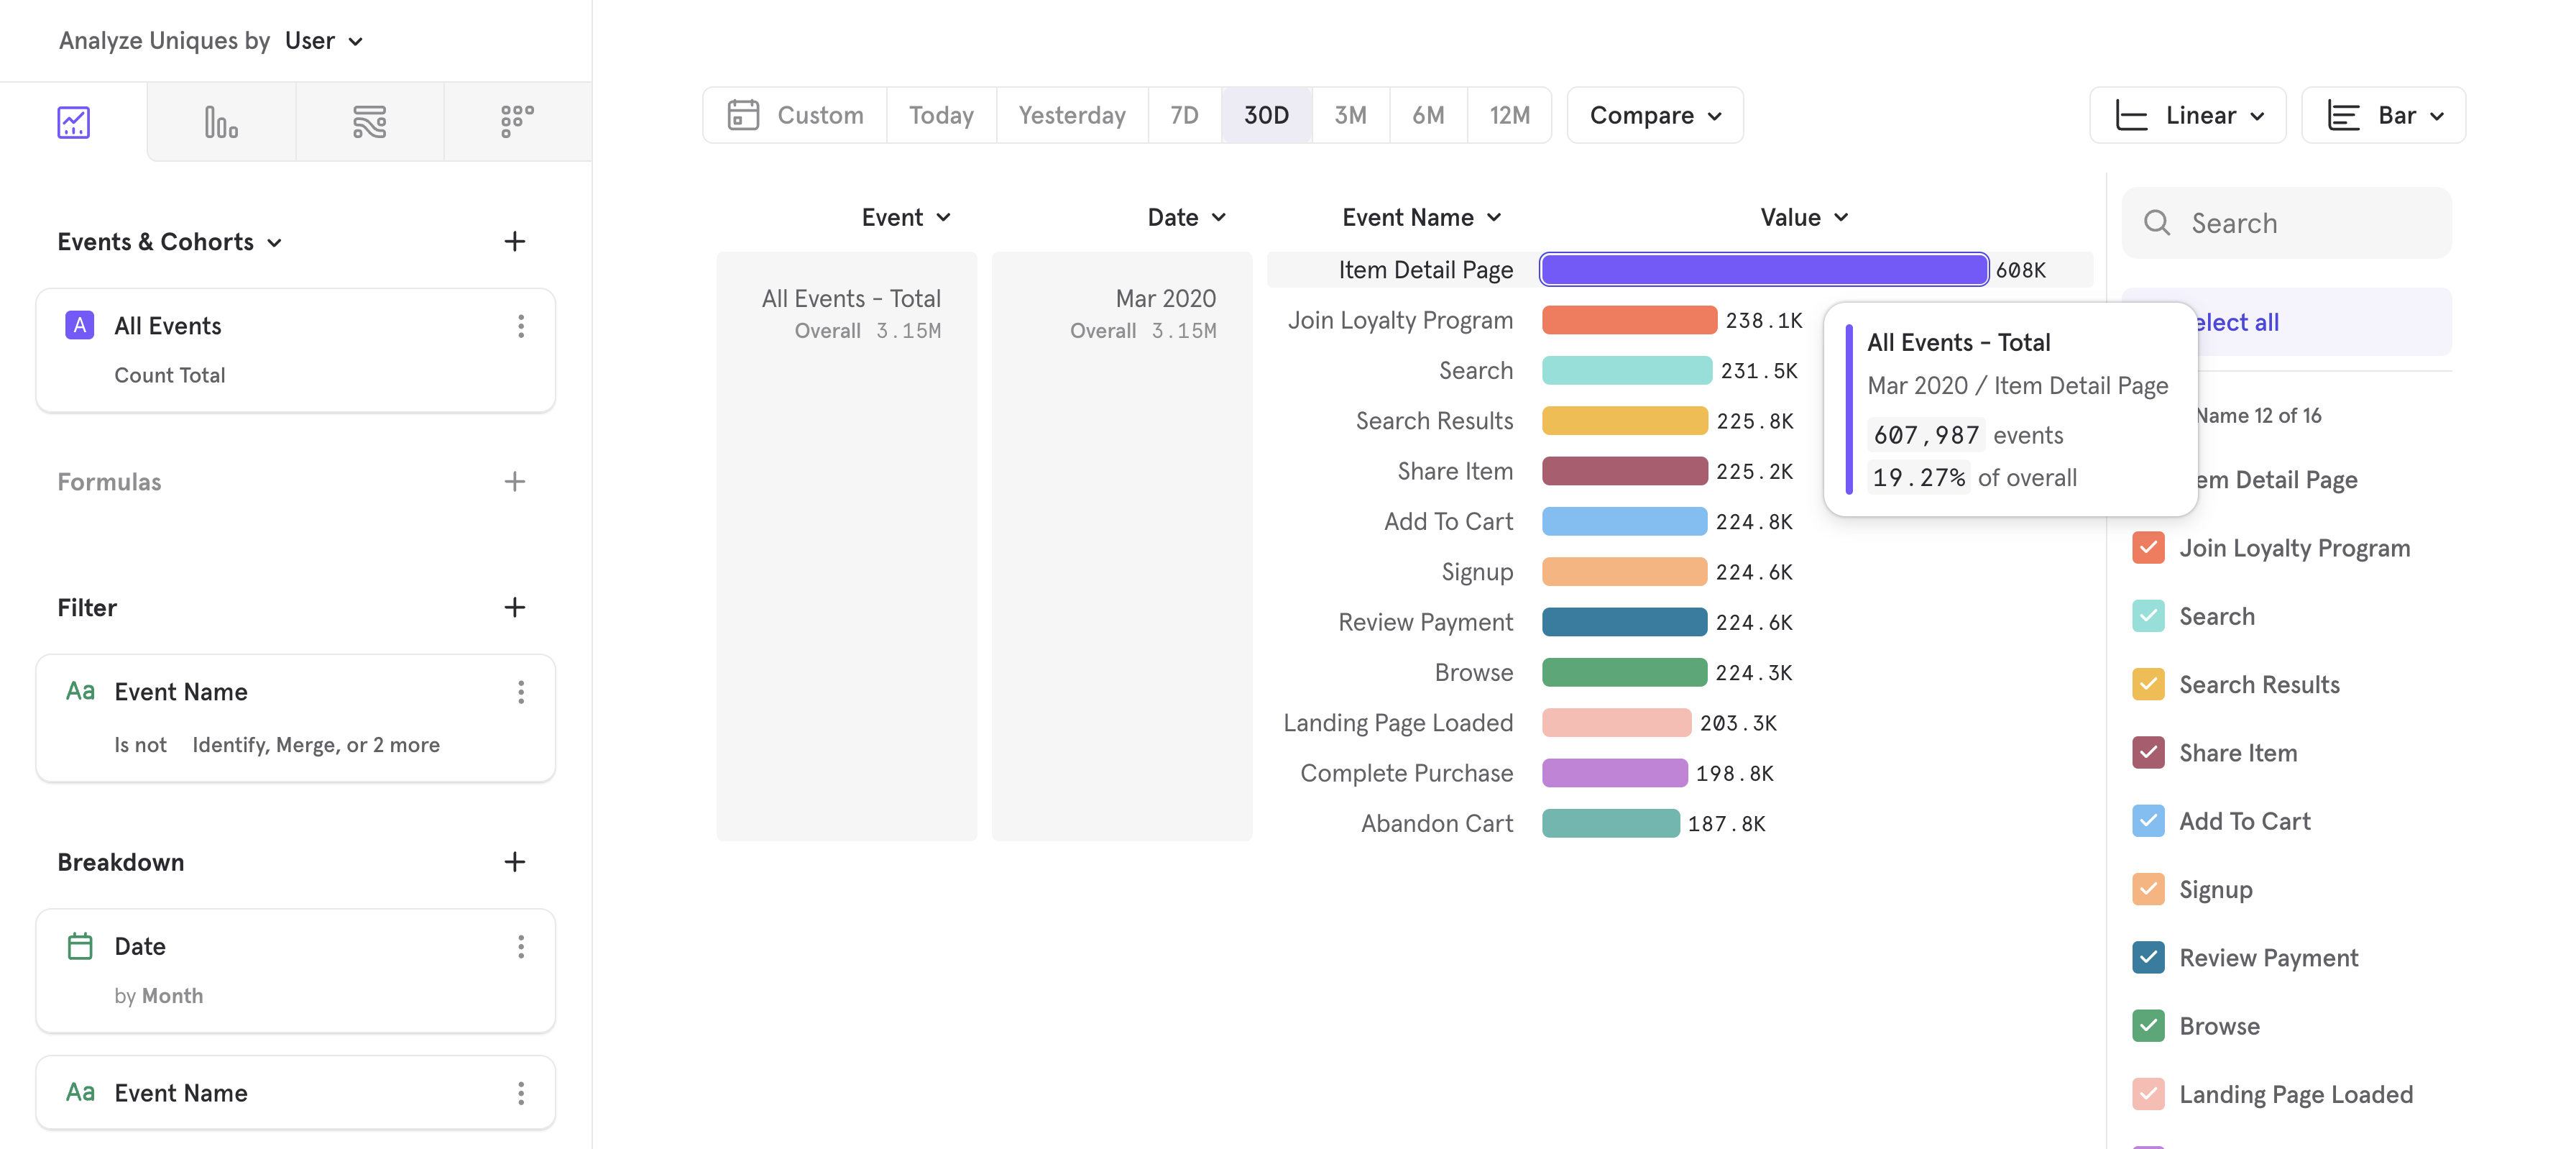 Analyze Uniques by User
Custom Today Yesterday 7D 30D 3M 6M 12M Compare
Linear Bar
Events & Cohorts
A All Events
Count Total
Formulas
Filter
Aa Event Name
Is not Identify, Merge, or 2 more
Breakdown
Date
by Month
Aa Event Name
Event Date Event Name Value
All Events - Total
Overall 3.15M
Mar 2020
Overall 3.15M
Item Detail Page 608K
Join Loyalty Program 238.1K
Search 231.5K
Search Results 225.8K
Share Item 225.2K
Add To Cart 224.8K
Signup 224.6K
Review Payment 224.6K
Browse 224.3K
Landing Page Loaded 203.3K
Complete Purchase 198.8K
Abandon Cart 187.8K
All Events - Total
Mar 2020 / Item Detail Page
607,987 events
19.27% of overall
Search
elect all
Name 12 of 16
em Detail Page
Join Loyalty Program
Search
Search Results
Share Item
Add To Cart
Signup
Review Payment
Browse
Landing Page Loaded